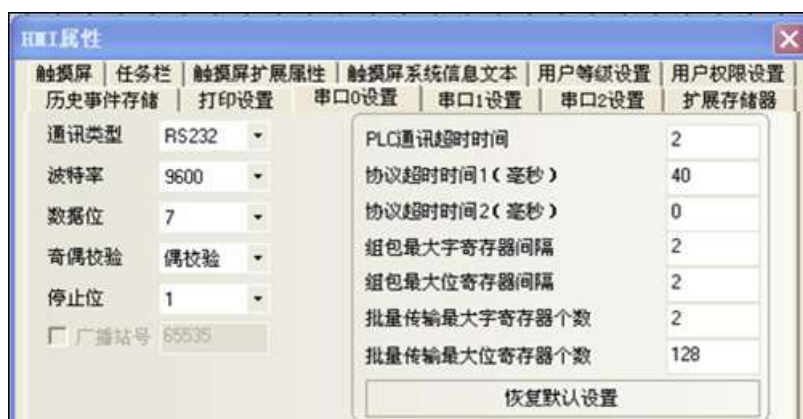 HMI属性
触摸屏 任务栏 触摸屏扩展属性 触摸屏系统信息文本 用户等级设置 用户权限设置
历史事件存储 打印设置 串口0设置 串口1设置 串口2设置 扩展存储器
通讯类型 RS232
波特率 9600
数据位 7
奇偶校验 偶校验
停止位 1
广播站号 65535
PLC通讯超时时间 2
协议超时时间1(毫秒) 40
协议超时时间2(毫秒) 0
组包最大字寄存器间隔 2
组包最大位寄存器间隔 2
批量传输最大字寄存器个数 2
批量传输最大位寄存器个数 128
恢复默认设置